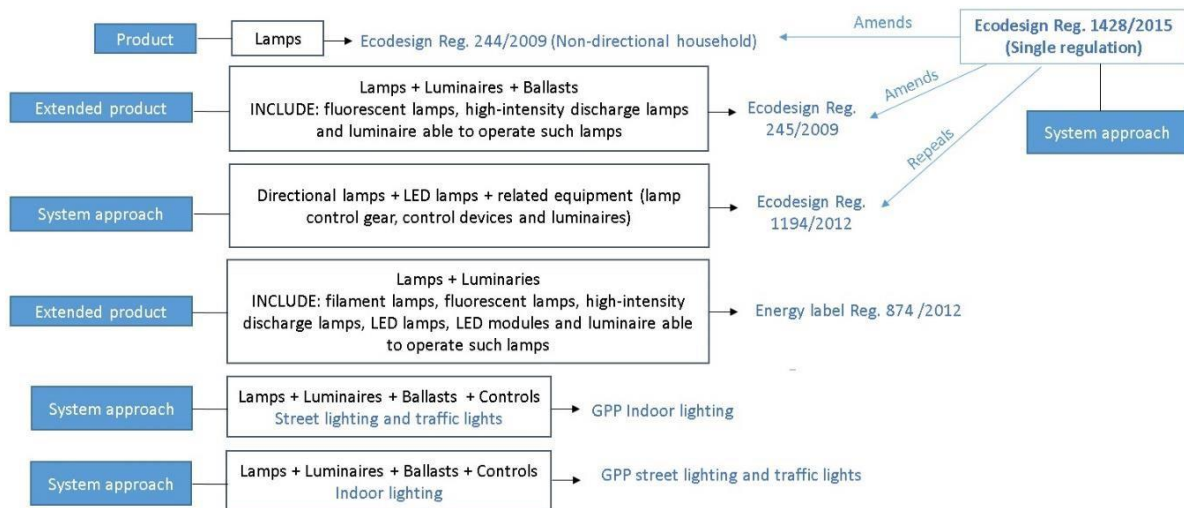 Product
Lamps
Ecodesign Reg. 244/2009 (Non-directional household)
Amends
Ecodesign Reg. 1428/2015
(Single regulation)
Extended product
Lamps + Luminaires + Ballasts
INCLUDE: fluorescent lamps, high-intensity discharge lamps
and luminaire able to operate such lamps
Ecodesign Reg.
245/2009
Amends
Repeals
System approach
System approach
Directional lamps + LED lamps + related equipment (lamp
control gear, control devices and luminaires)
Ecodesign Reg.
1194/2012
Extended product
Lamps + Luminaries
INCLUDE: filament lamps, fluorescent lamps, high-intensity
discharge lamps, LED lamps, LED modules and luminaire able
to operate such lamps
Energy label Reg. 874 /2012
System approach
Lamps + Luminaires + Ballasts + Controls
Street lighting and traffic lights
GPP Indoor lighting
System approach
Lamps + Luminaires + Ballasts + Controls
Indoor lighting
GPP street lighting and traffic lights